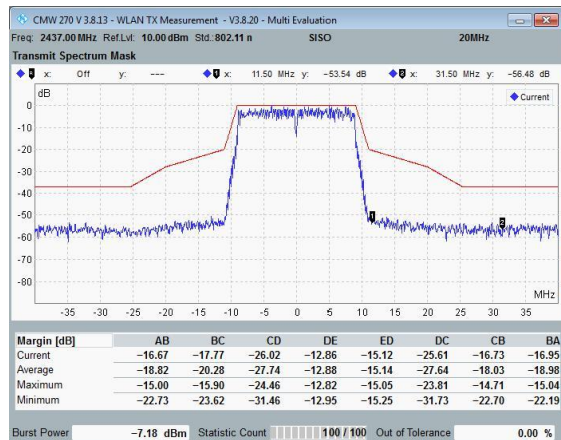 CMW 270 V 3.8.13 - WLAN TX Measurement - V3.8.20 - Multi Evaluation
Freq: 2437.00 MHz Ref.Lvl: 10.00 dBm Std: 802.11 n SISO 20MHz
Transmit Spectrum Mask
x: Off y: --- 1 x: 11.50 MHz y: -53.54 dB 2 x: 31.50 MHz y: -56.48 dB
dB
Current
0
-10
-20
-30
-40
-50
1
2
-60
-70
-80
MHz
-35 -30 -25 -20 -15 -10 -5 0 5 10 15 20 25 30 35
Margin [dB] AB BC CD DE ED DC CB BA
Current -16.67 -17.77 -26.02 -12.86 -15.12 -25.61 -16.73 -16.95
Average -18.82 -20.28 -27.74 -12.88 -15.14 -27.64 -18.03 -18.98
Maximum -15.00 -15.90 -24.46 -12.82 -15.05 -23.81 -14.71 -15.04
Minimum -22.73 -23.62 -31.46 -12.95 -15.25 -31.73 -22.70 -22.19
Burst Power -7.18 dBm Statistic Count 100 / 100 Out of Tolerance 0.00 %